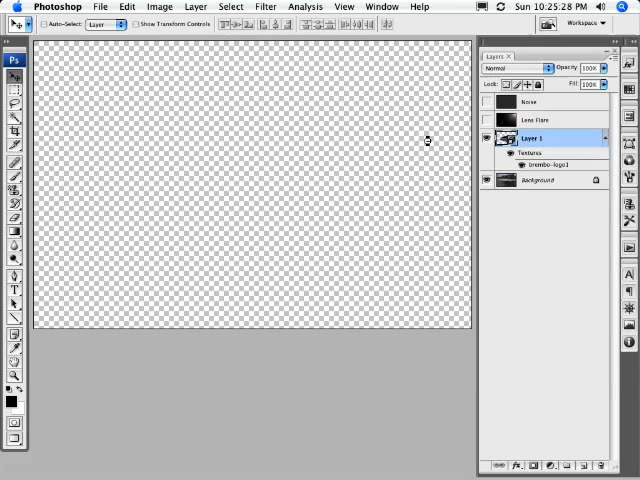 Photoshop File Edit Image Layer Select Filter Analysis View Window Help Sun 10:25:28 PM
Auto-Select: Layer Show Transform Controls Workspace
Ps
Layers
Normal Opacity: 100%
Lock: Fill: 100%
Noise
Lens Flare
Layer 1
Textures
brembo-logo1
Background